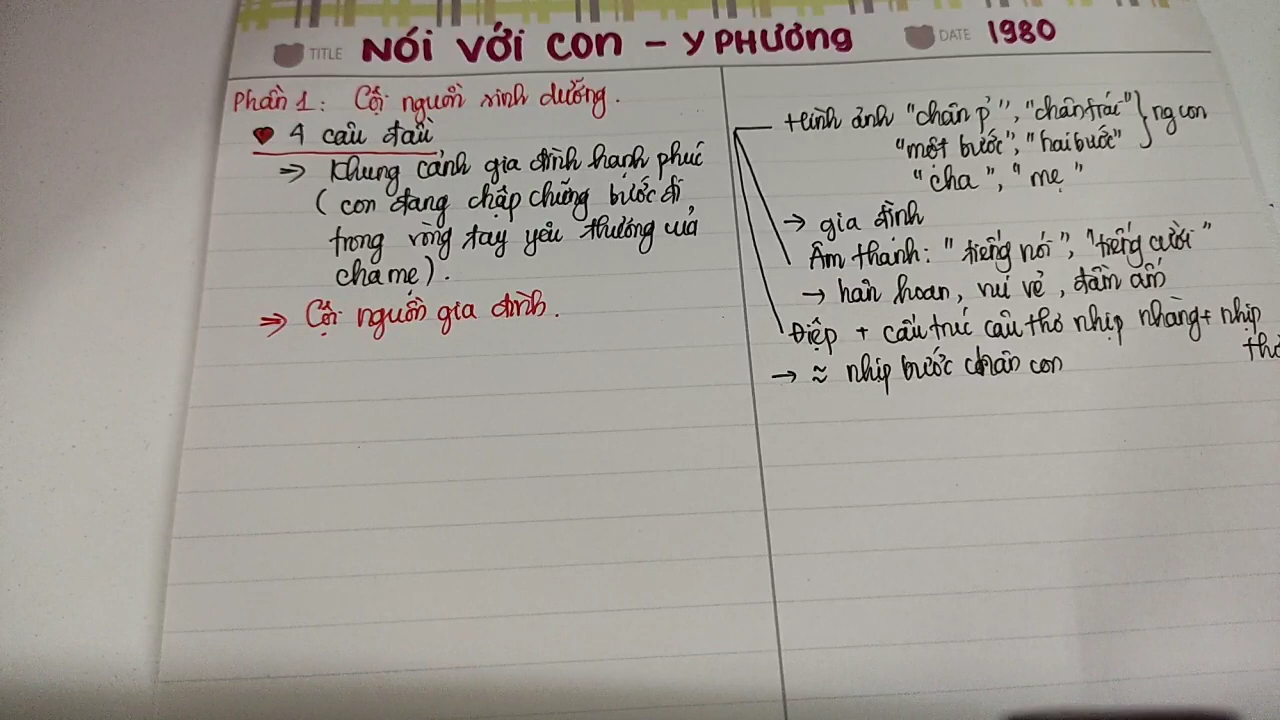 TITLE NÓI VỚI CON - Y PHƯƠNG DATE 1980
Phần 1: Cội nguồn sinh dưỡng.
4 câu đầu
⇒ Khung cảnh gia đình hạnh phúc
( con đang chập chững bước đi,
trong vòng tay yêu thương của
cha mẹ).
⇒ Cội nguồn gia đình.
Hình ảnh "chân p'", "chân trái" } ng con
"một bước", "hai bước"
"cha", "mẹ"
→ gia đình
Âm thanh: "tiếng nói", "tiếng cười"
→ hân hoan, vui vẻ, đầm ấm
Điệp + cấu trúc câu thơ nhịp nhàng + nhịp
thơ
→ ≈ nhịp bước chân con